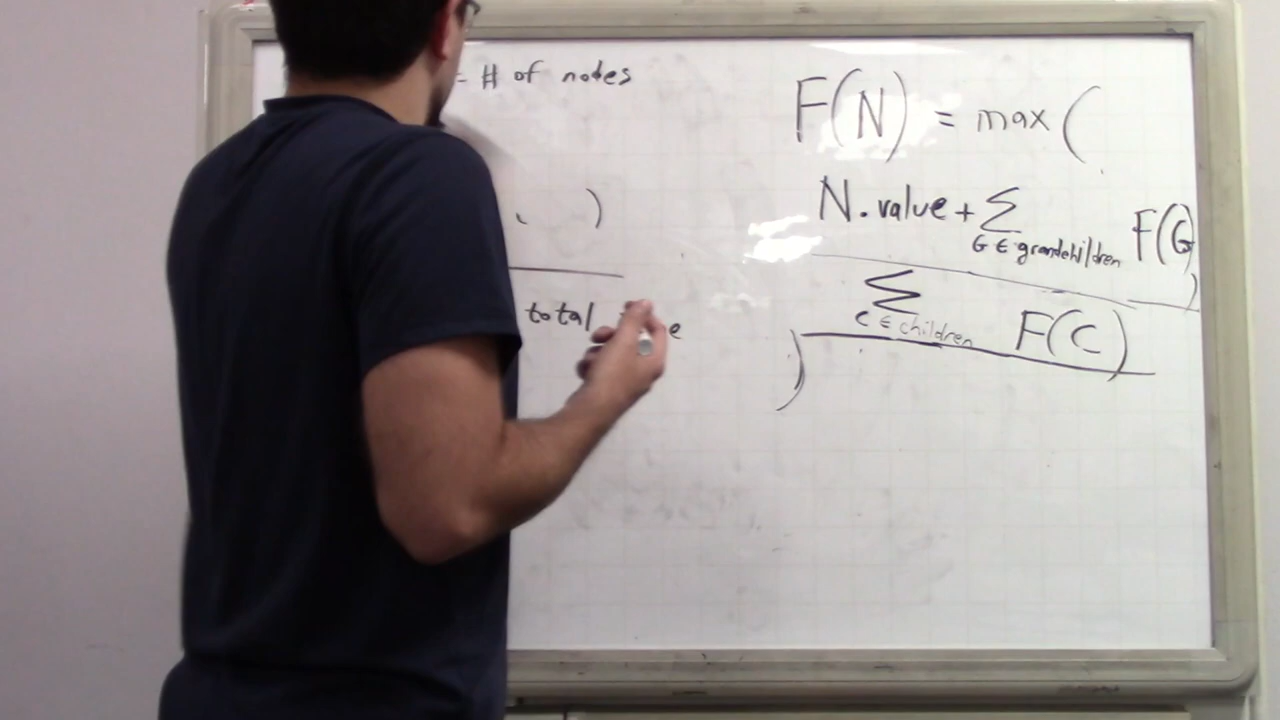 = # of nodes
)
total
F(N) = max (
N.value + Σ F(G)
G ∈ grandchildren
)
Σ F(C)
C ∈ children
)